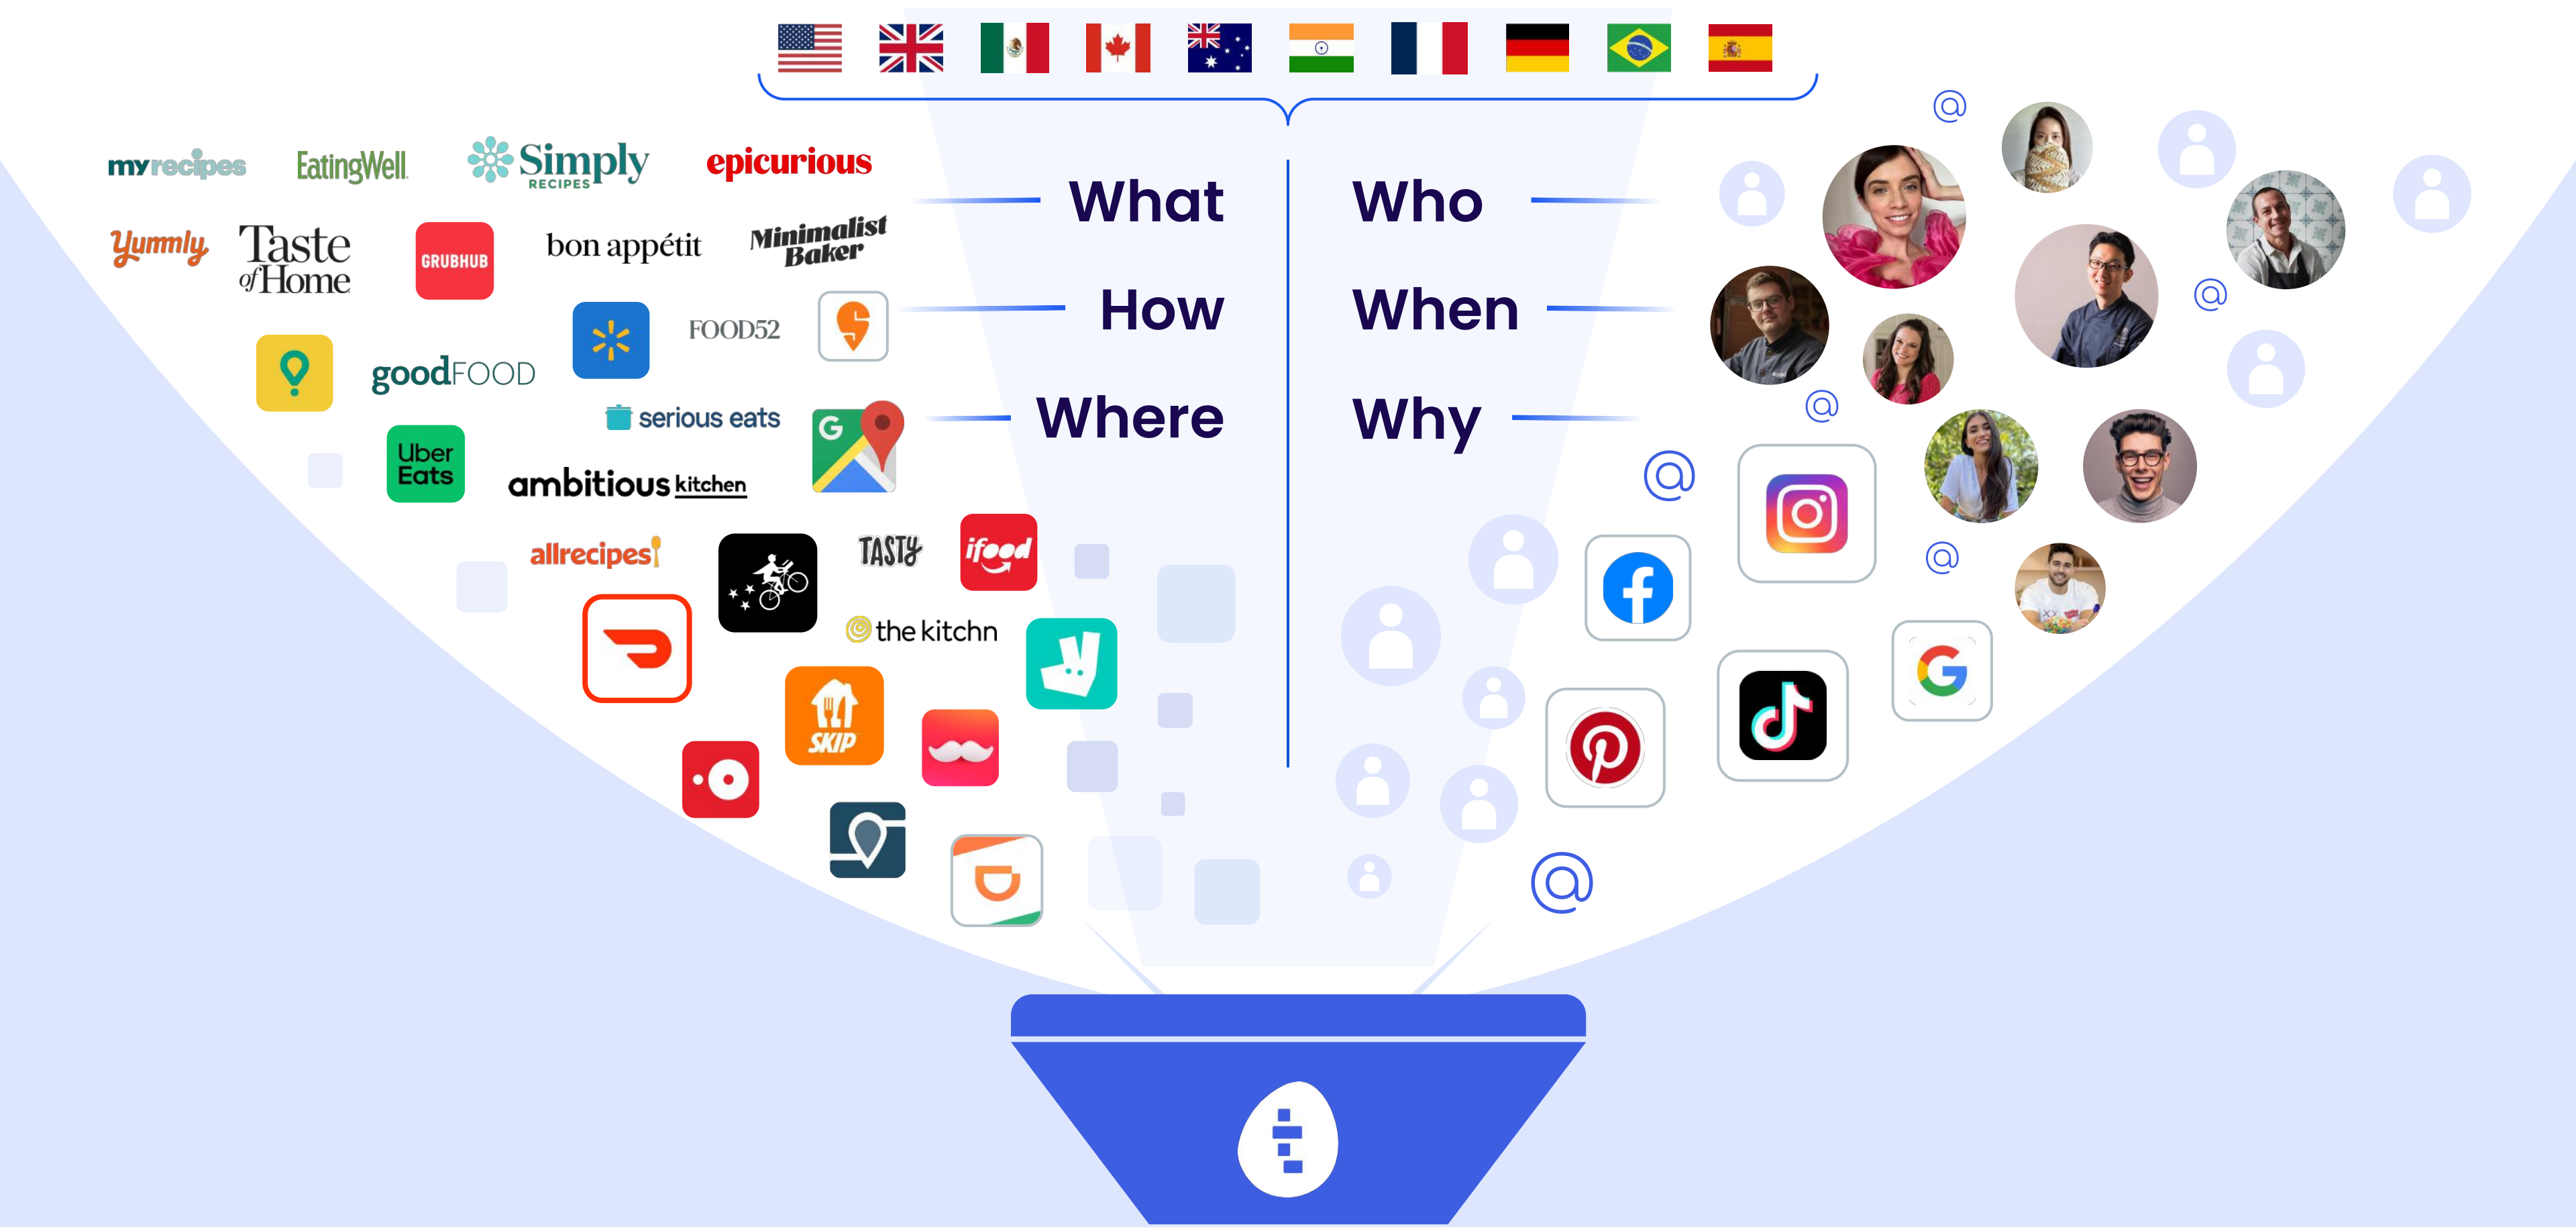 What
How
Where
Who
When
Why
myrecipes
EatingWell
Simply
RECIPES
epicurious
Yummly
Taste
of Home
GRUBHUB
bon appétit
Minimalist
Baker
FOOD52
goodFOOD
serious eats
G
Uber
Eats
ambitious kitchen
allrecipes
TASTY
ifood
the kitchn
SKIP
@
@
@
@
@
@
f
G